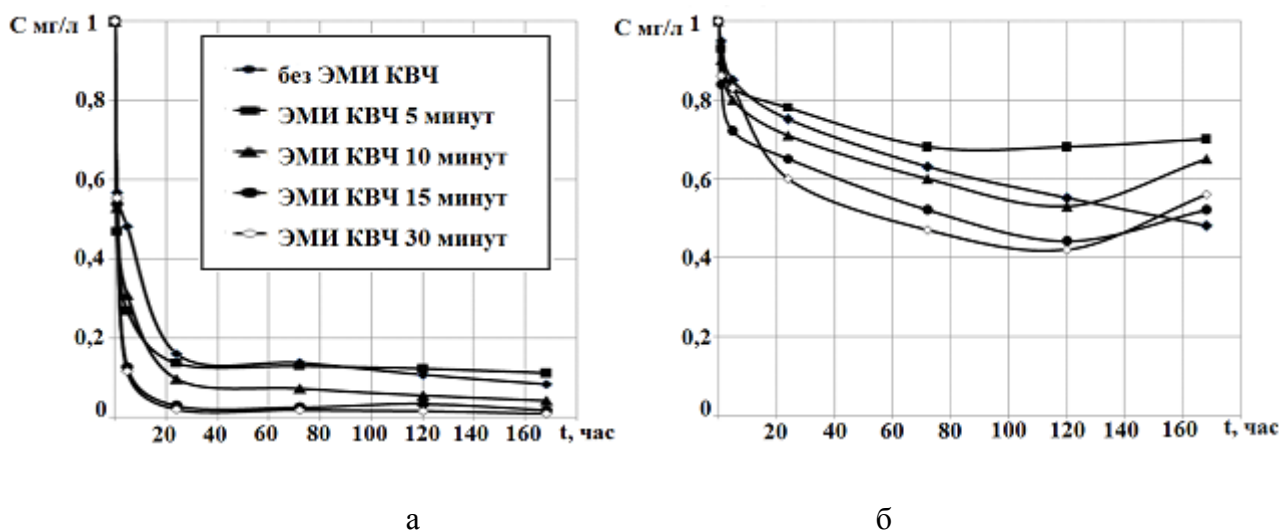 С мг/л
1
0,8
0,6
0,4
0,2
0
20 40 60 80 100 120 140 160 t, час
без ЭМИ КВЧ
ЭМИ КВЧ 5 минут
ЭМИ КВЧ 10 минут
ЭМИ КВЧ 15 минут
ЭМИ КВЧ 30 минут
а
С мг/л 1
0,8
0,6
0,4
0,2
0
20 40 60 80 100 120 140 160 t, час
б